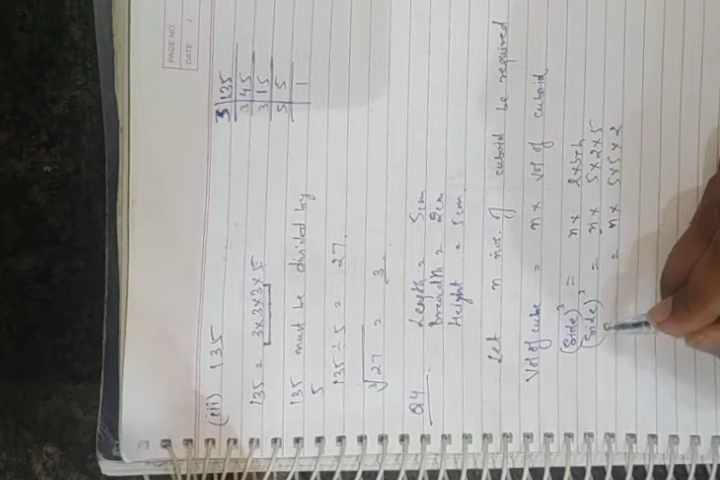 PAGE NO
DATE
(iii) 135
3 | 135
3 | 45
3 | 15
5 | 5
1
135 = 3×3×3×5
135 must be divided by
5
135 ÷ 5 = 27.
∛27 = 3.
Q4 Length = 5cm
Breadth = 2cm
Height = 5cm.
Let n no. of cuboid be required
Vol of cube = n × Vol of cuboid
(Side)³ = n ×
(Side)³ = n × 5×2×5
= n × 5×5×2